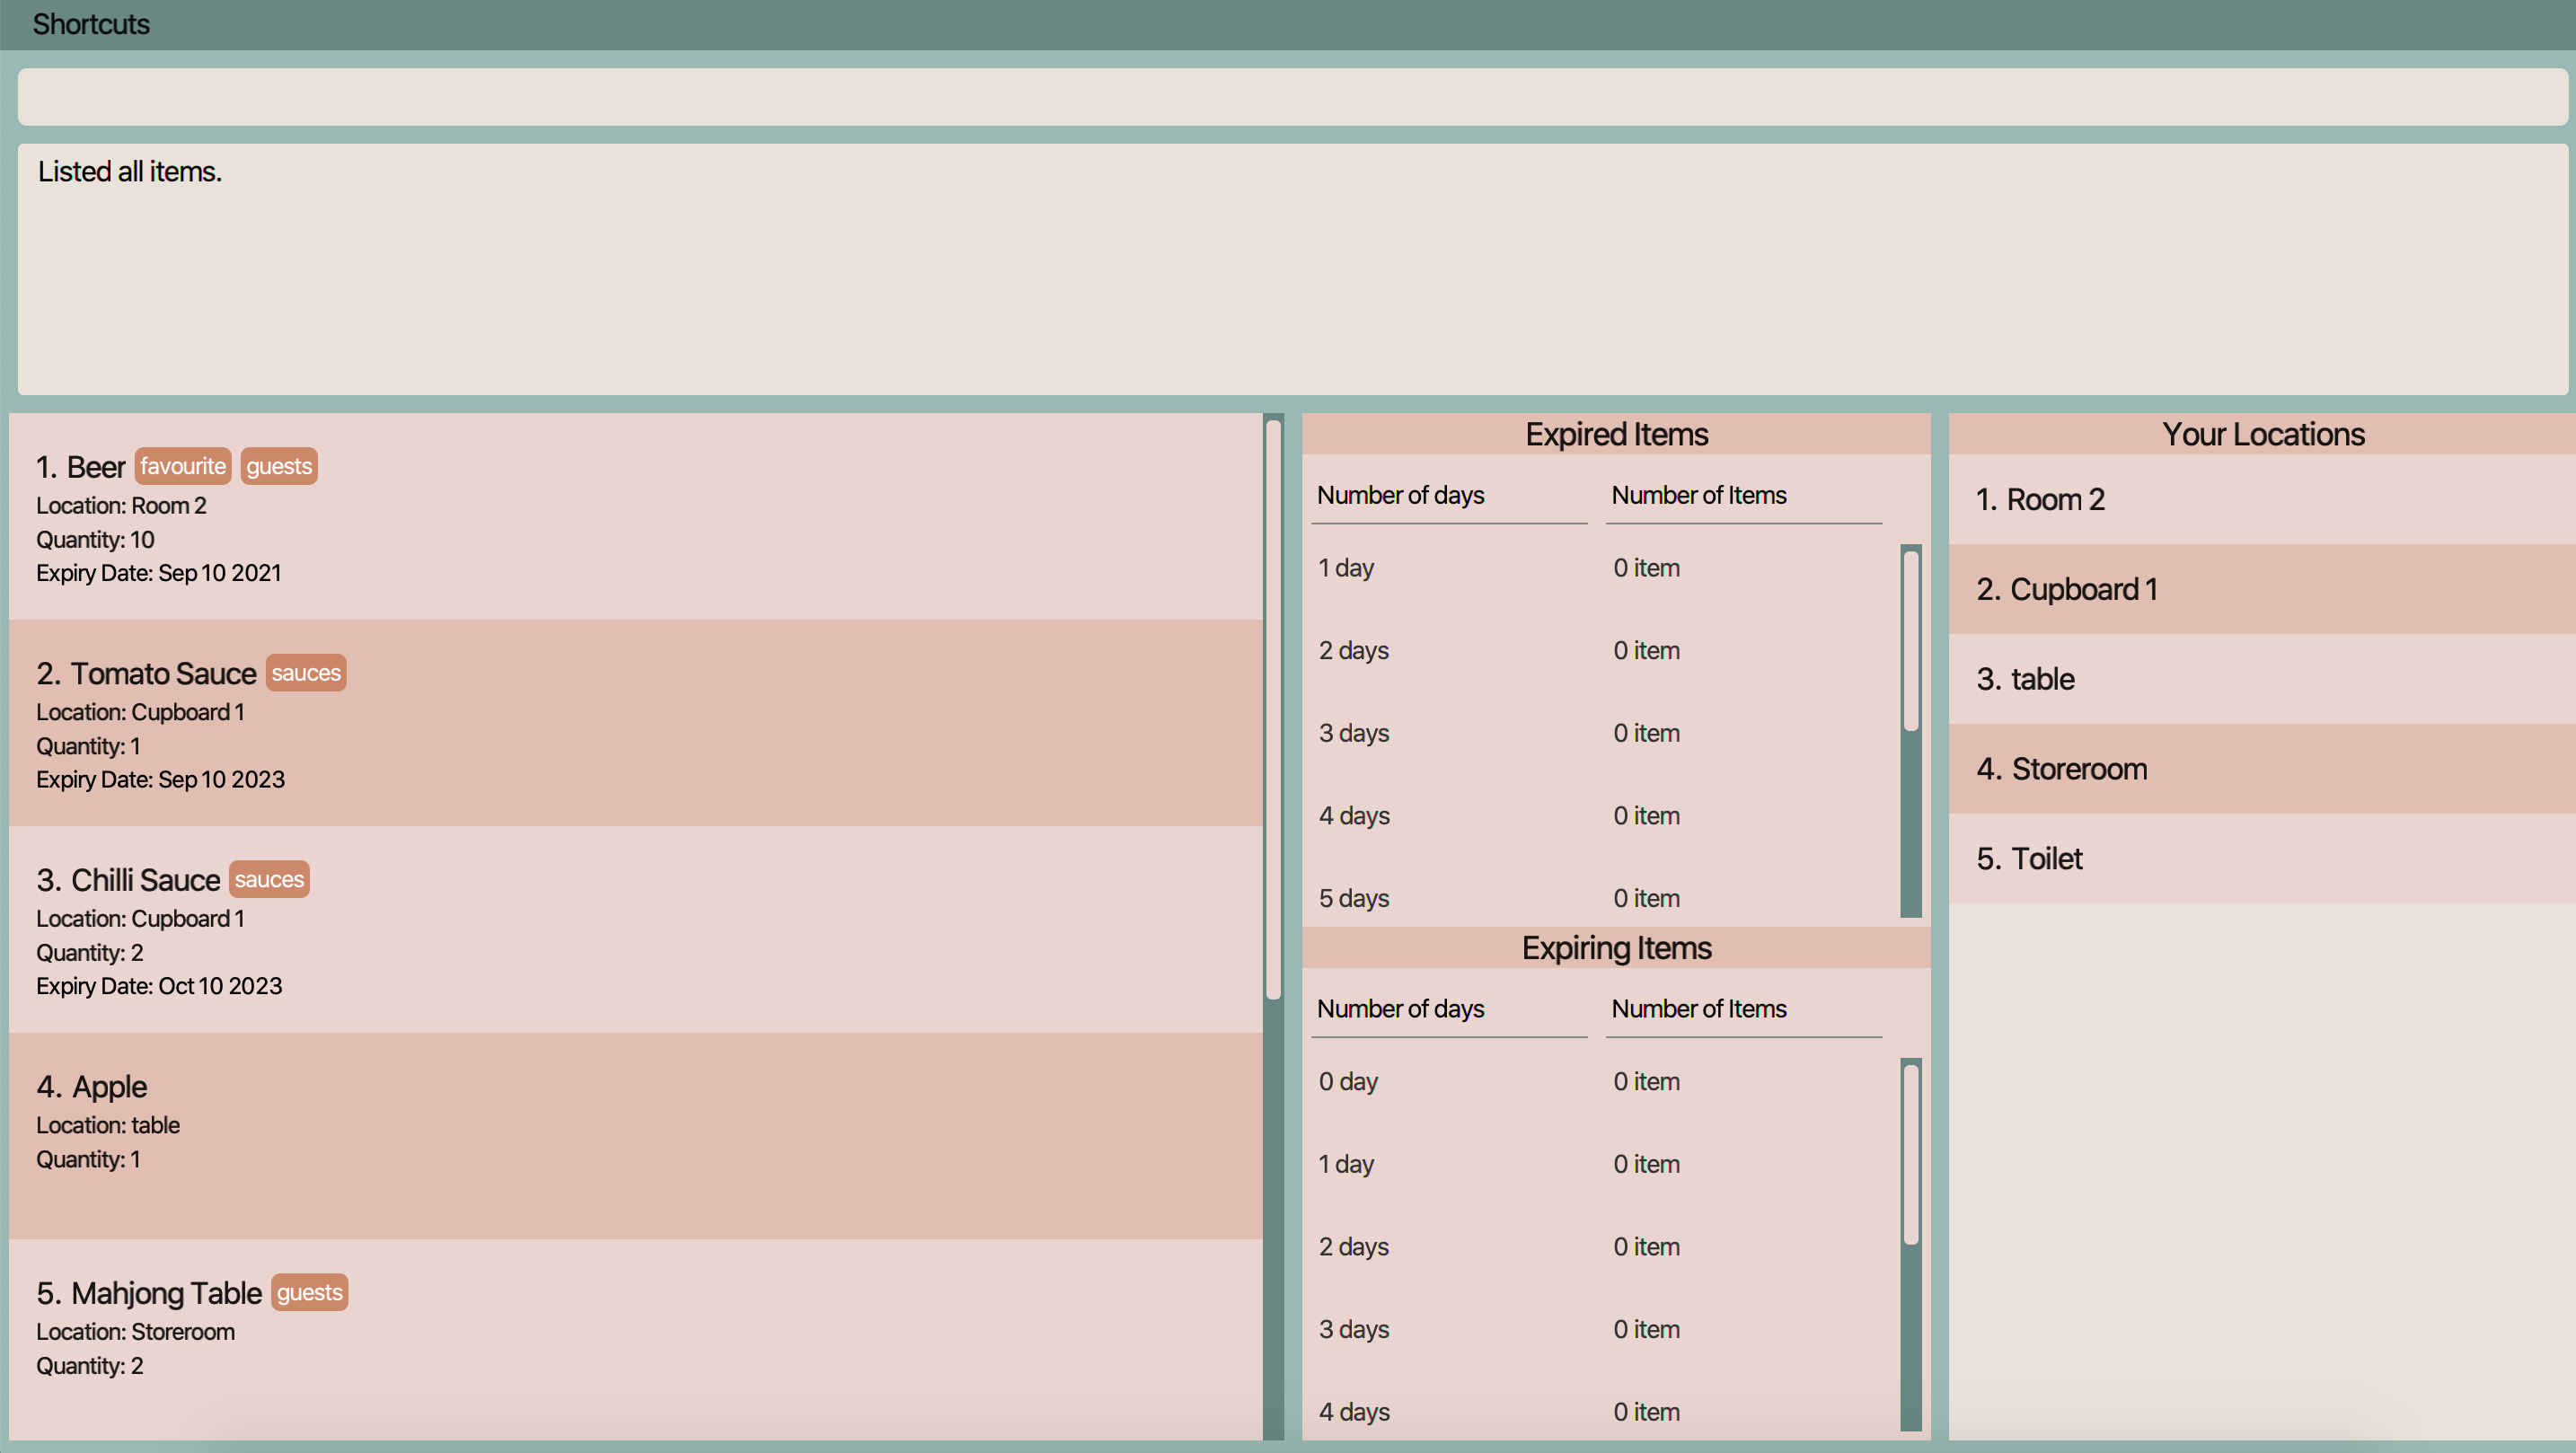 Shortcuts
Listed all items.
1. Beer favourite guests
Location: Room 2
Quantity: 10
Expiry Date: Sep 10 2021
2. Tomato Sauce sauces
Location: Cupboard 1
Quantity: 1
Expiry Date: Sep 10 2023
3. Chilli Sauce sauces
Location: Cupboard 1
Quantity: 2
Expiry Date: Oct 10 2023
4. Apple
Location: table
Quantity: 1
5. Mahjong Table guests
Location: Storeroom
Quantity: 2
Expired Items
Number of days Number of Items
1 day 0 item
2 days 0 item
3 days 0 item
4 days 0 item
5 days 0 item
Expiring Items
Number of days Number of Items
0 day 0 item
1 day 0 item
2 days 0 item
3 days 0 item
4 days 0 item
Your Locations
1. Room 2
2. Cupboard 1
3. table
4. Storeroom
5. Toilet